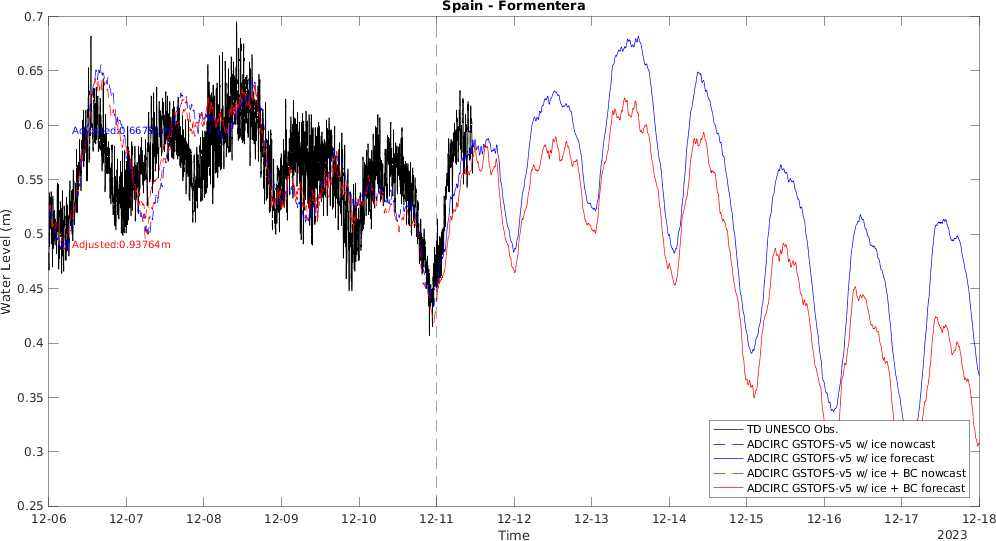 Spain - Formentera
0.7
0.65
0.6
0.55
0.5
0.45
0.4
0.35
0.3
0.25
Water Level (m)
Adjusted:0.93764m
TD UNESCO Obs.
ADCIRC GSTOFS-v5 w/ ice nowcast
ADCIRC GSTOFS-v5 w/ ice forecast
ADCIRC GSTOFS-v5 w/ ice + BC nowcast
ADCIRC GSTOFS-v5 w/ ice + BC forecast
12-06 12-07 12-08 12-09 12-10 12-11 12-12 12-13 12-14 12-15 12-16 12-17 12-18
Time
2023